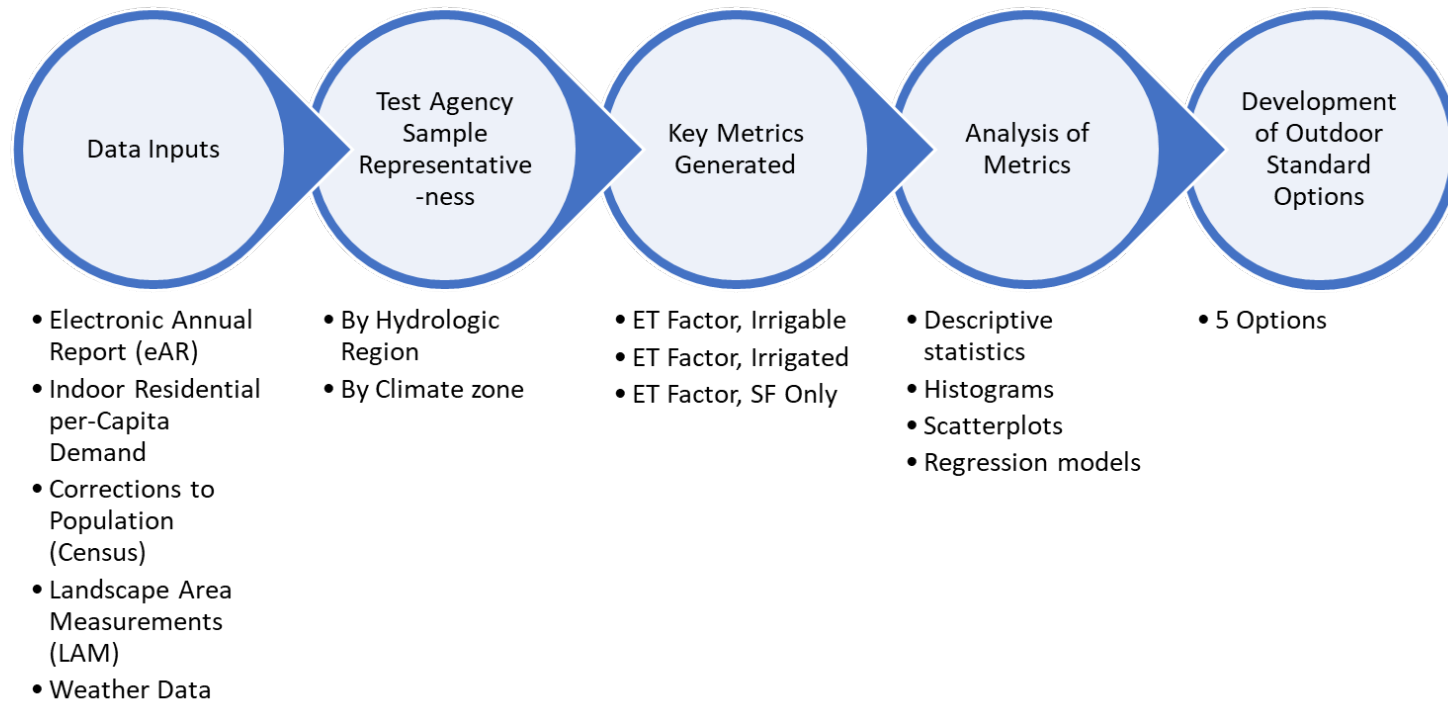 Data Inputs
Test Agency
Sample
Representative
-ness
Key Metrics
Generated
Analysis of
Metrics
Development
of Outdoor
Standard
Options
• Electronic Annual
Report (eAR)
• Indoor Residential
per-Capita
Demand
• Corrections to
Population
(Census)
• Landscape Area
Measurements
(LAM)
• Weather Data
• By Hydrologic
Region
• By Climate zone
• ET Factor, Irrigable
• ET Factor, Irrigated
• ET Factor, SF Only
• Descriptive
statistics
• Histograms
• Scatterplots
• Regression models
• 5 Options